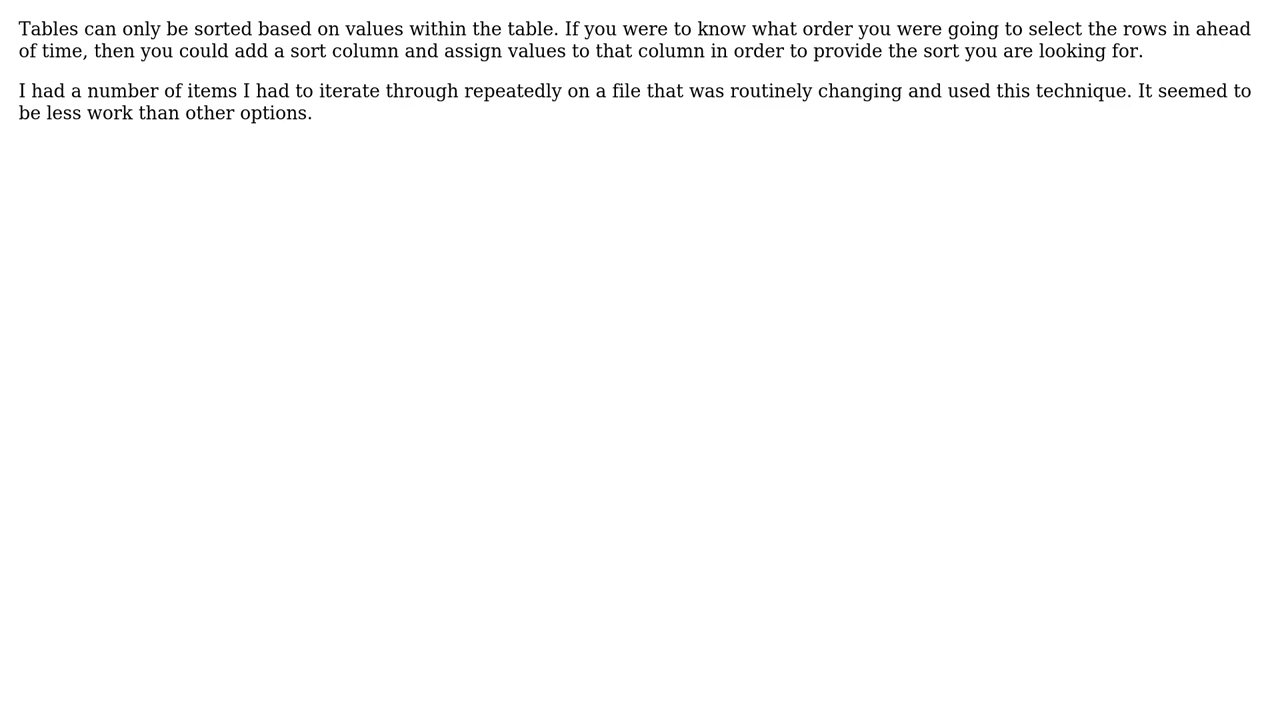 Tables can only be sorted based on values within the table. If you were to know what order you were going to select the rows in ahead
of time, then you could add a sort column and assign values to that column in order to provide the sort you are looking for.
I had a number of items I had to iterate through repeatedly on a file that was routinely changing and used this technique. It seemed to
be less work than other options.